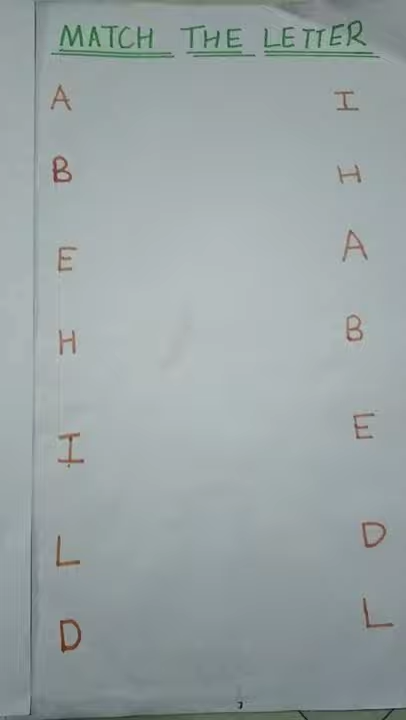 MATCH THE LETTER
A I
B H
E A
H B
I E
L D
D L